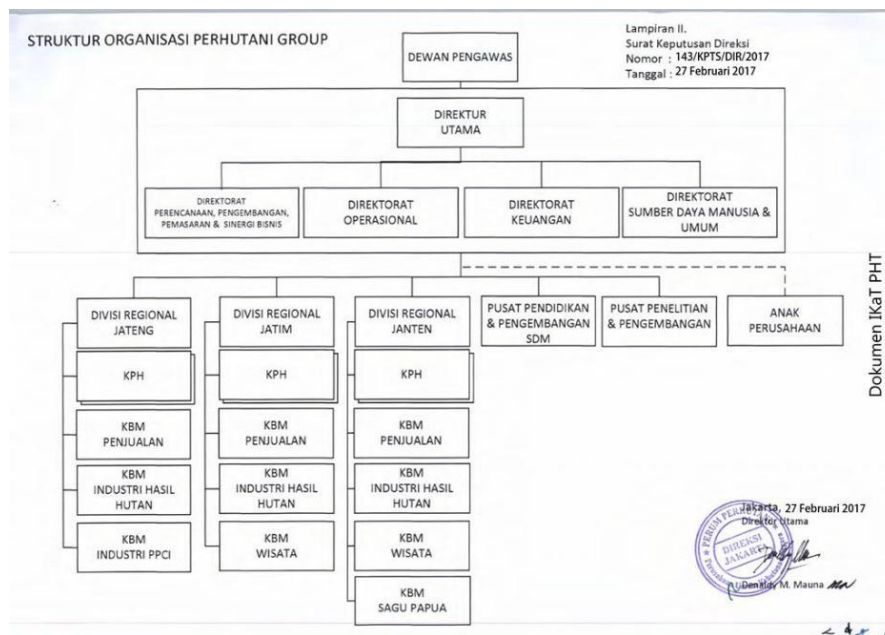 STRUKTUR ORGANISASI PERHUTANI GROUP
Lampiran II.
Surat Keputusan Direksi
Nomor : 143/KPTS/DIR/2017
Tanggal : 27 Februari 2017
DEWAN PENGAWAS
DIREKTUR
UTAMA
DIREKTORAT
PERENCANAAN, PENGEMBANGAN,
PEMASARAN & SINERGI BISNIS
DIREKTORAT
OPERASIONAL
DIREKTORAT
KEUANGAN
DIREKTORAT
SUMBER DAYA MANUSIA &
UMUM
DIVISI REGIONAL
JATENG
DIVISI REGIONAL
JATIM
DIVISI REGIONAL
JANTEN
PUSAT PENDIDIKAN
& PENGEMBANGAN
SDM
PUSAT PENELITIAN
& PENGEMBANGAN
ANAK
PERUSAHAAN
KPH
KPH
KPH
KBM
PENJUALAN
KBM
PENJUALAN
KBM
PENJUALAN
KBM
INDUSTRI HASIL
HUTAN
KBM
INDUSTRI HASIL
HUTAN
KBM
INDUSTRI HASIL
HUTAN
KBM
INDUSTRI PPCI
KBM
WISATA
KBM
WISATA
KBM
SAGU PAPUA
Dokumen IKaT PHT
Jakarta, 27 Februari 2017
Direktur Utama
PERUM PERHUTANI
DIREKSI
JAKARTA
Denaldy M. Mauna